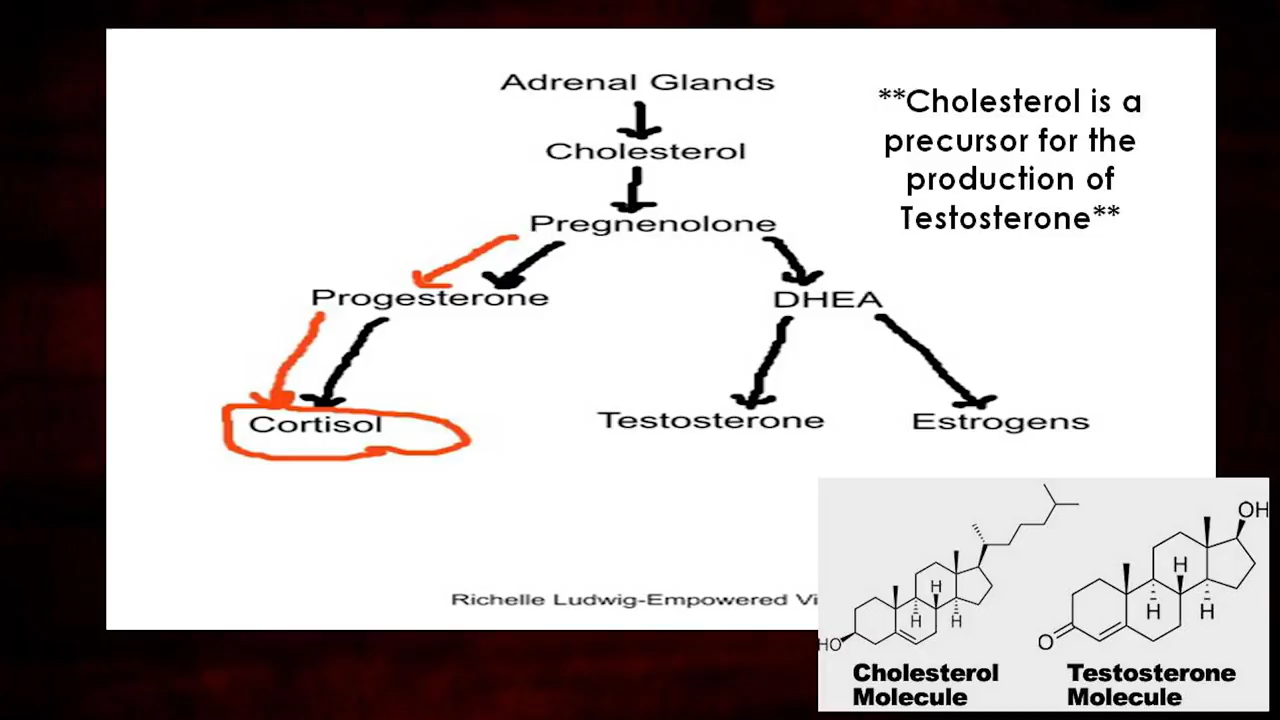 Adrenal Glands
**Cholesterol is a
precursor for the
production of
Testosterone**
Cholesterol
Pregnenolone
Progesterone
DHEA
Cortisol
Testosterone
Estrogens
Richelle Ludwig-Empowered Vi
HO
H
H
H
Cholesterol
Molecule
OH
O
H
H
H
Testosterone
Molecule